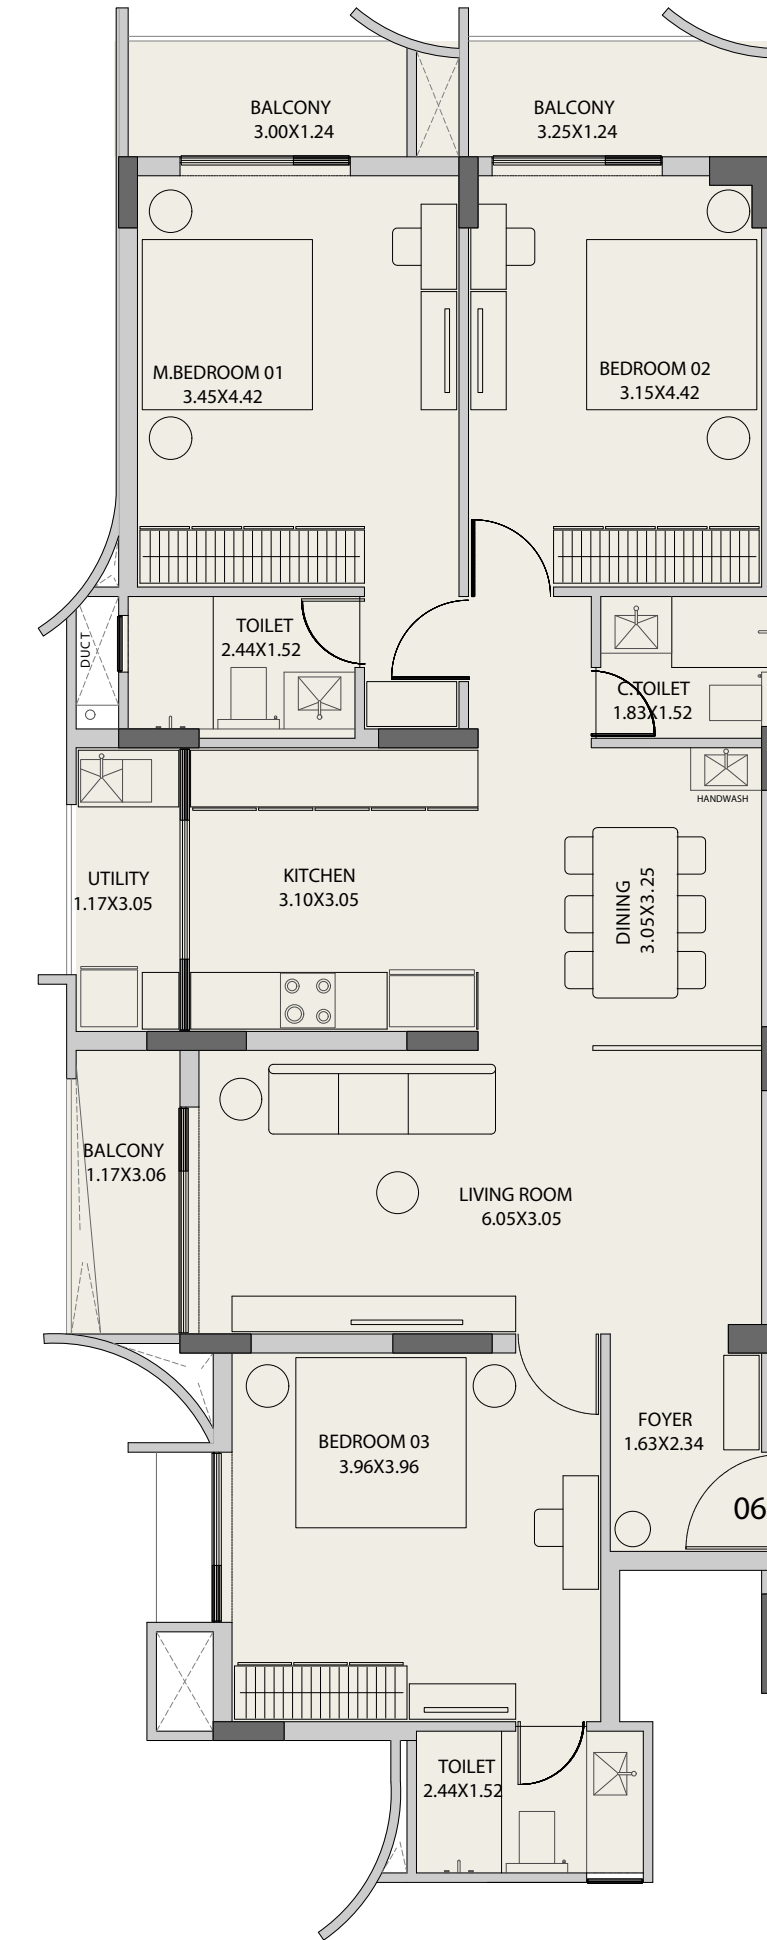 BALCONY
3.00X1.24
BALCONY
3.25X1.24
M.BEDROOM 01
3.45X4.42
BEDROOM 02
3.15X4.42
DUCT
TOILET
2.44X1.52
C.TOILET
1.83X1.52
HANDWASH
UTILITY
1.17X3.05
KITCHEN
3.10X3.05
DINING
3.05X3.25
BALCONY
1.17X3.06
LIVING ROOM
6.05X3.05
BEDROOM 03
3.96X3.96
FOYER
1.63X2.34
06
TOILET
2.44X1.52